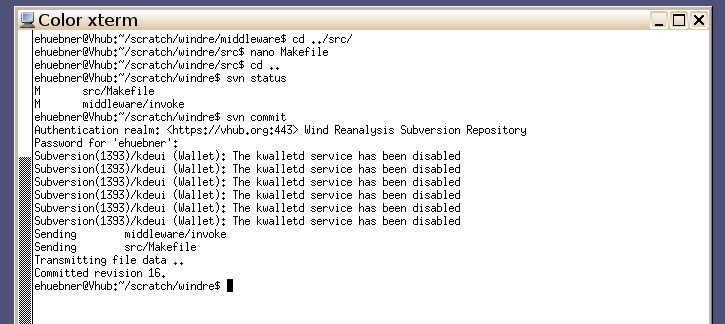 Color xterm
ehuebner@Vhub:~/scratch/windre/middleware$ cd ../src/
ehuebner@Vhub:~/scratch/windre/src$ nano Makefile
ehuebner@Vhub:~/scratch/windre/src$ cd ..
ehuebner@Vhub:~/scratch/windre$ svn status
M       src/Makefile
M       middleware/invoke
ehuebner@Vhub:~/scratch/windre$ svn commit
Authentication realm: <https://vhub.org:443> Wind Reanalysis Subversion Repository
Password for 'ehuebner':
Subversion(1393)/kdeui (Wallet): The kwalletd service has been disabled
Subversion(1393)/kdeui (Wallet): The kwalletd service has been disabled
Subversion(1393)/kdeui (Wallet): The kwalletd service has been disabled
Subversion(1393)/kdeui (Wallet): The kwalletd service has been disabled
Subversion(1393)/kdeui (Wallet): The kwalletd service has been disabled
Subversion(1393)/kdeui (Wallet): The kwalletd service has been disabled
Sending        middleware/invoke
Sending        src/Makefile
Transmitting file data ..
Committed revision 16.
ehuebner@Vhub:~/scratch/windre$